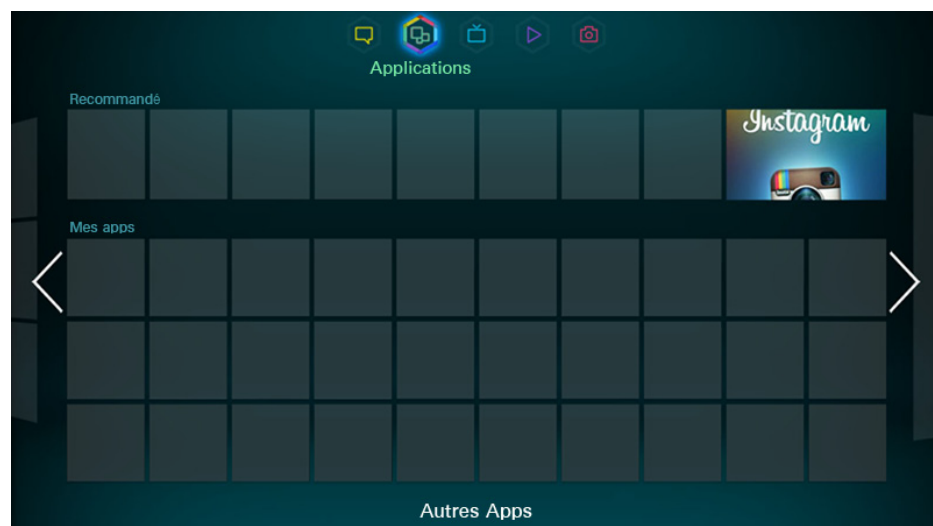 Applications
Recommandé
Instagram
Mes apps
Autres Apps